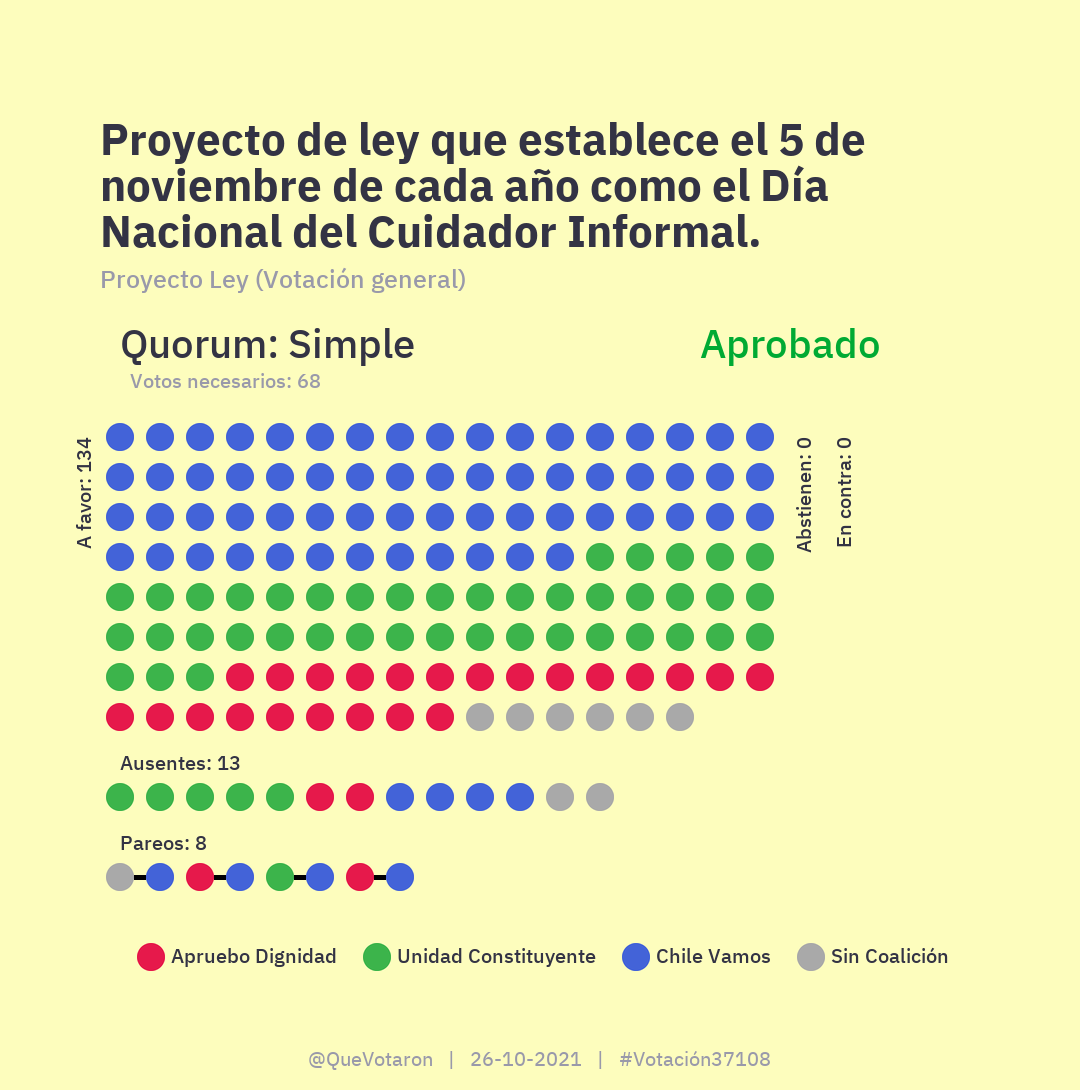 Proyecto de ley que establece el 5 de
noviembre de cada año como el Día
Nacional del Cuidador Informal.
Proyecto Ley (Votación general)
Quorum: Simple
Aprobado
Votos necesarios: 68
A favor: 134
Abstienen: 0
En contra: 0
Ausentes: 13
Pareos: 8
Apruebo Dignidad
Unidad Constituyente
Chile Vamos
Sin Coalición
@QueVotaron | 26-10-2021 | #Votación37108